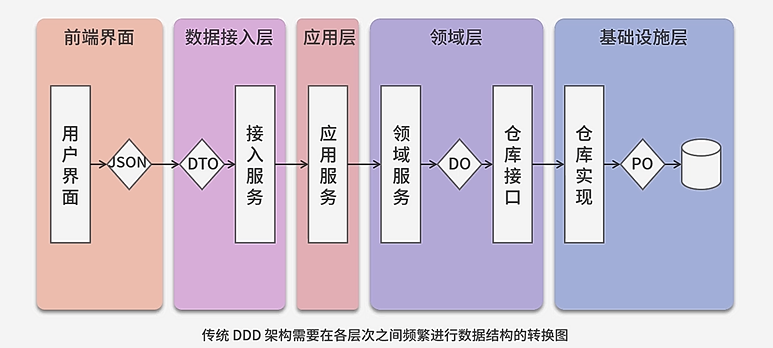 前端界面
数据接入层
应用层
领域层
基础设施层
用户界面
JSON
DTO
接入服务
应用服务
领域服务
DO
仓库接口
仓库实现
PO
传统 DDD 架构需要在各层次之间频繁进行数据结构的转换图